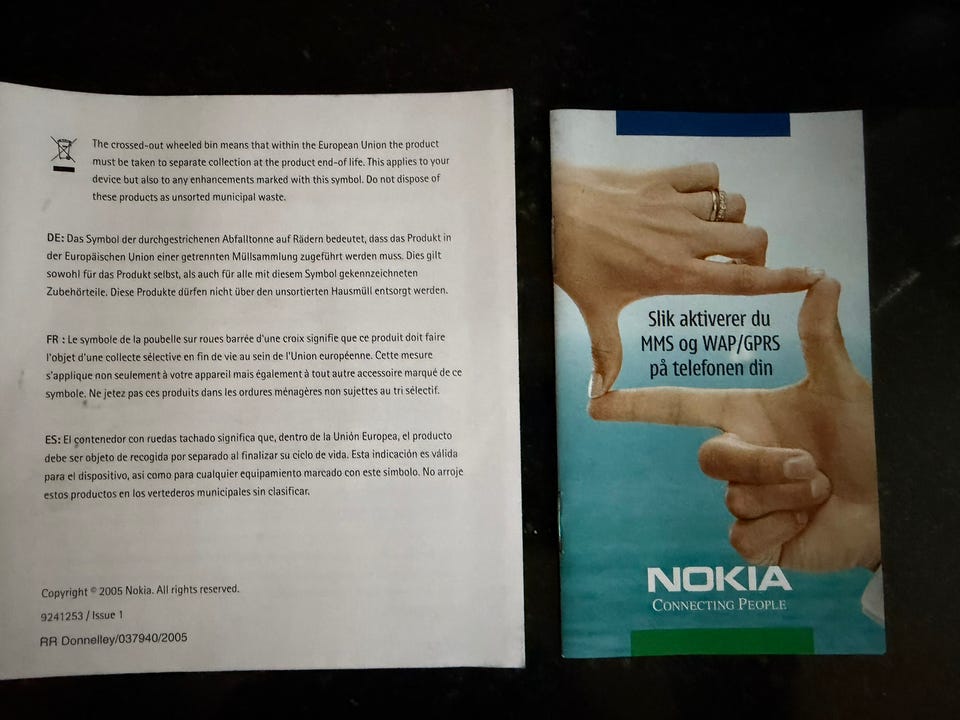 The crossed-out wheeled bin means that within the European Union the product
must be taken to separate collection at the product end-of life. This applies to your
device but also to any enhancements marked with this symbol. Do not dispose of
these products as unsorted municipal waste.
DE: Das Symbol der durchgestrichenen Abfalltonne auf Rädern bedeutet, dass das Produkt in
der Europäischen Union einer getrennten Müllsammlung zugeführt werden muss. Dies gilt
sowohl für das Produkt selbst, als auch für alle mit diesem Symbol gekennzeichneten
Zubehörteile. Diese Produkte dürfen nicht über den unsortierten Hausmüll entsorgt werden.
FR : Le symbole de la poubelle sur roues barrée d'une croix signifie que ce produit doit faire
l'objet d'une collecte sélective en fin de vie au sein de l'Union européenne. Cette mesure
s'applique non seulement à votre appareil mais également à tout autre accessoire marqué de ce
symbole. Ne jetez pas ces produits dans les ordures ménagères non sujettes au tri sélectif.
ES: El contenedor con ruedas tachado significa que, dentro de la Unión Europea, el producto
debe ser objeto de recogida por separado al finalizar su ciclo de vida. Esta indicación es válida
para el dispositivo, así como para cualquier equipamiento marcado con este símbolo. No arroje
estos productos en los vertederos municipales sin clasificar.
Copyright © 2005 Nokia. All rights reserved.
9241253 / Issue 1
RR Donnelley/037940/2005
Slik aktiverer du
MMS og WAP/GPRS
på telefonen din
NOKIA
CONNECTING PEOPLE